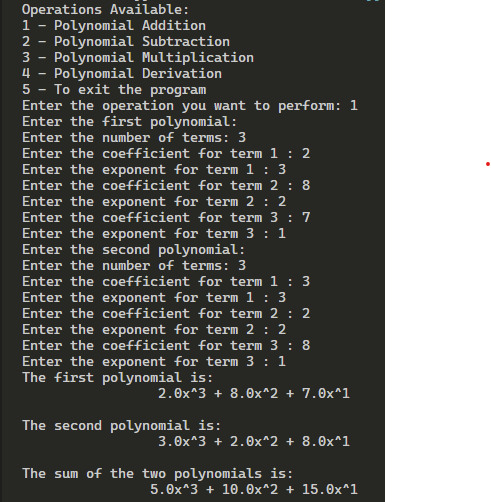 Operations Available:
1 - Polynomial Addition
2 - Polynomial Subtraction
3 - Polynomial Multiplication
4 - Polynomial Derivation
5 - To exit the program
Enter the operation you want to perform: 1
Enter the first polynomial:
Enter the number of terms: 3
Enter the coefficient for term 1 : 2
Enter the exponent for term 1 : 3
Enter the coefficient for term 2 : 8
Enter the exponent for term 2 : 2
Enter the coefficient for term 3 : 7
Enter the exponent for term 3 : 1
Enter the second polynomial:
Enter the number of terms: 3
Enter the coefficient for term 1 : 3
Enter the exponent for term 1 : 3
Enter the coefficient for term 2 : 2
Enter the exponent for term 2 : 2
Enter the coefficient for term 3 : 8
Enter the exponent for term 3 : 1
The first polynomial is:
2.0x^3 + 8.0x^2 + 7.0x^1
The second polynomial is:
3.0x^3 + 2.0x^2 + 8.0x^1
The sum of the two polynomials is:
5.0x^3 + 10.0x^2 + 15.0x^1